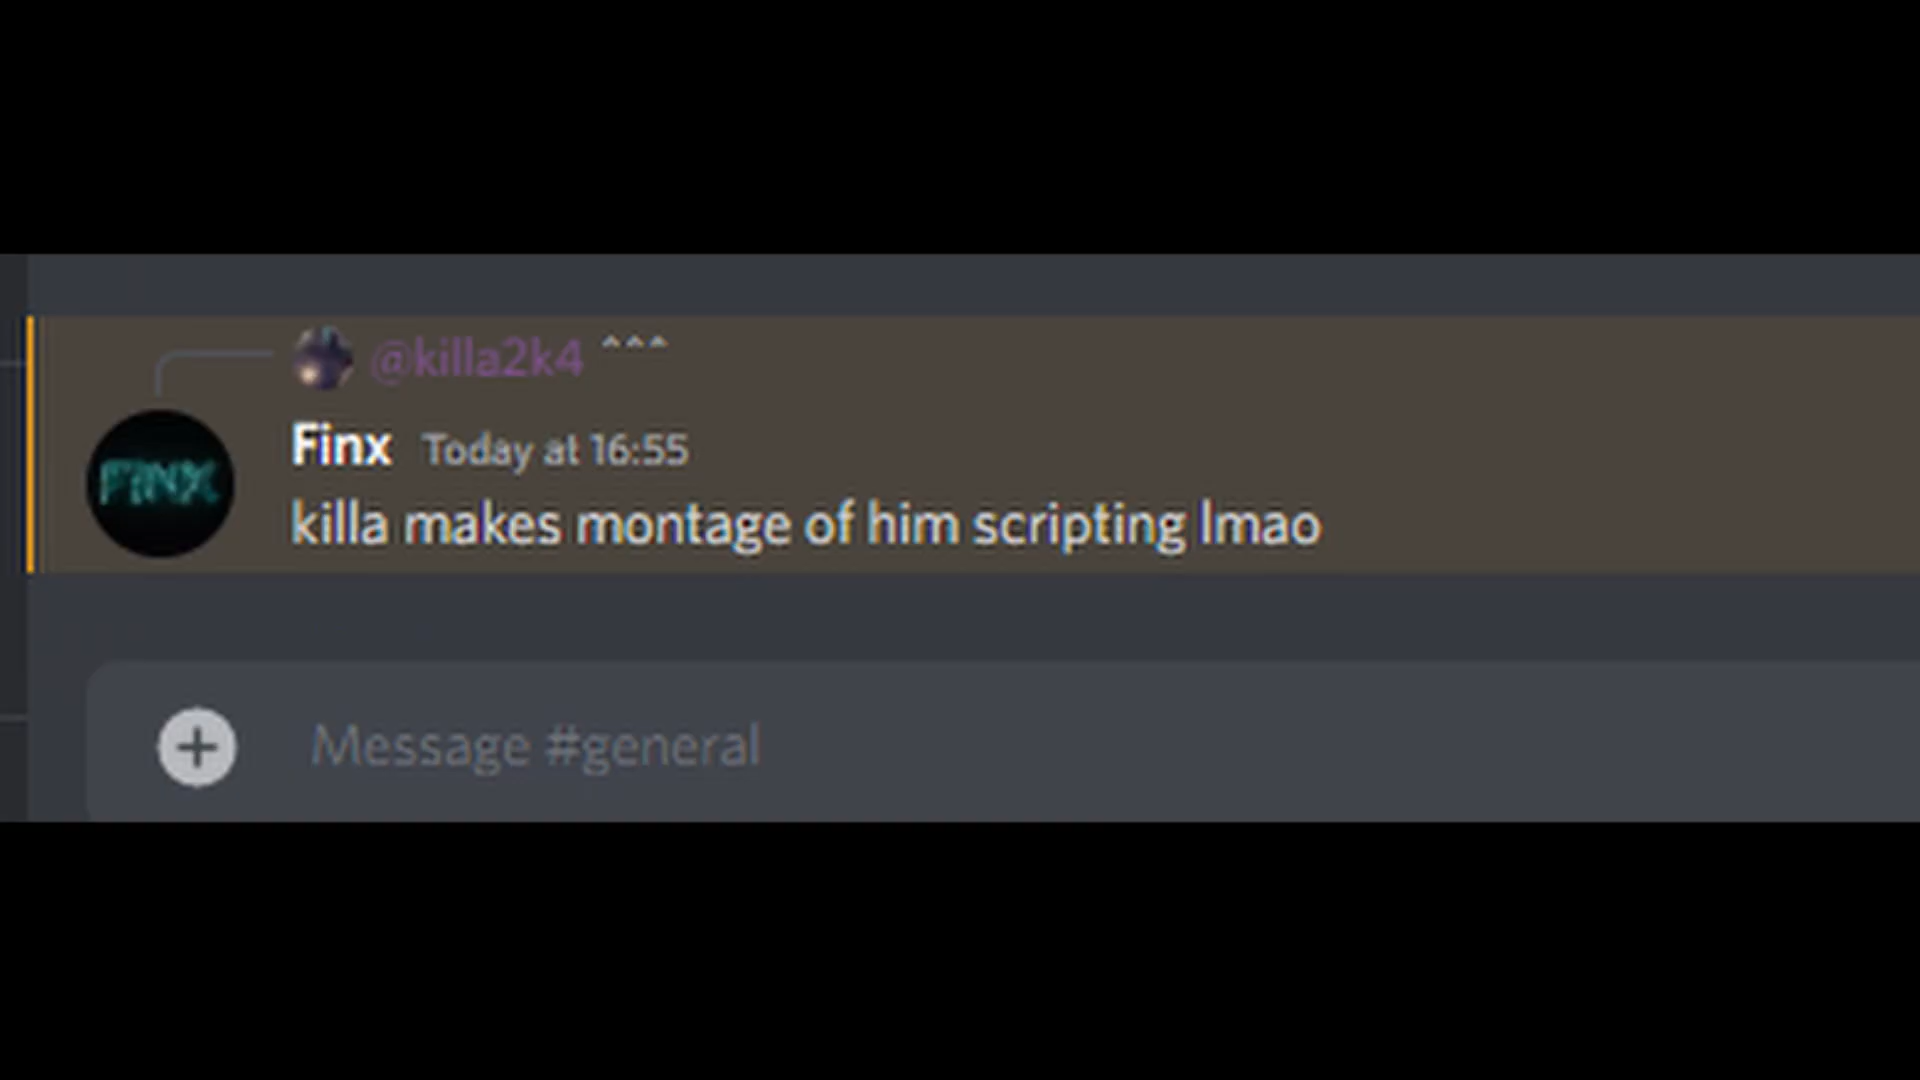 @killa2k4 ^^^
Finx Today at 16:55
FINX
killa makes montage of him scripting lmao
Message #general